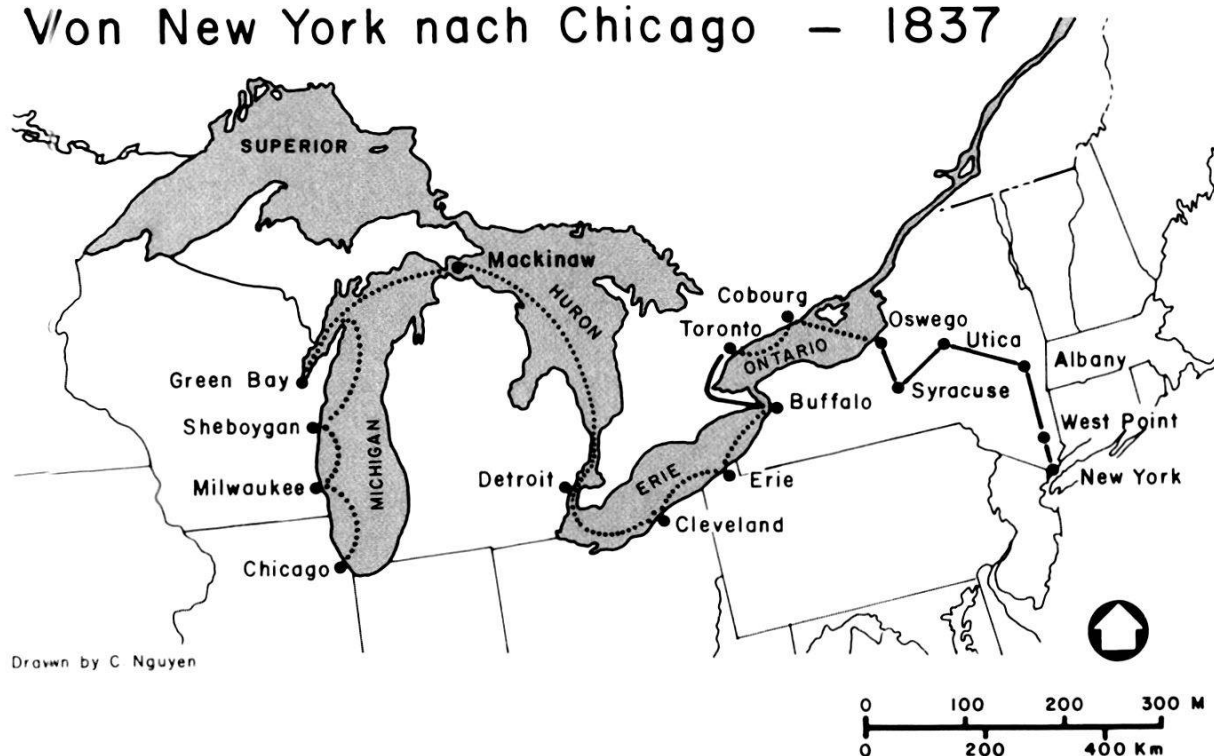 Von New York nach Chicago – 1837
SUPERIOR
Mackinaw
HURON
Cobourg
Toronto
ONTARIO
Oswego
Utica
Albany
Syracuse
Green Bay
Buffalo
Sheboygan
West Point
MICHIGAN
Milwaukee
Detroit
ERIE
Erie
New York
Cleveland
Chicago
Drawn by C Nguyen
0 100 200 300 M
0 200 400 Km